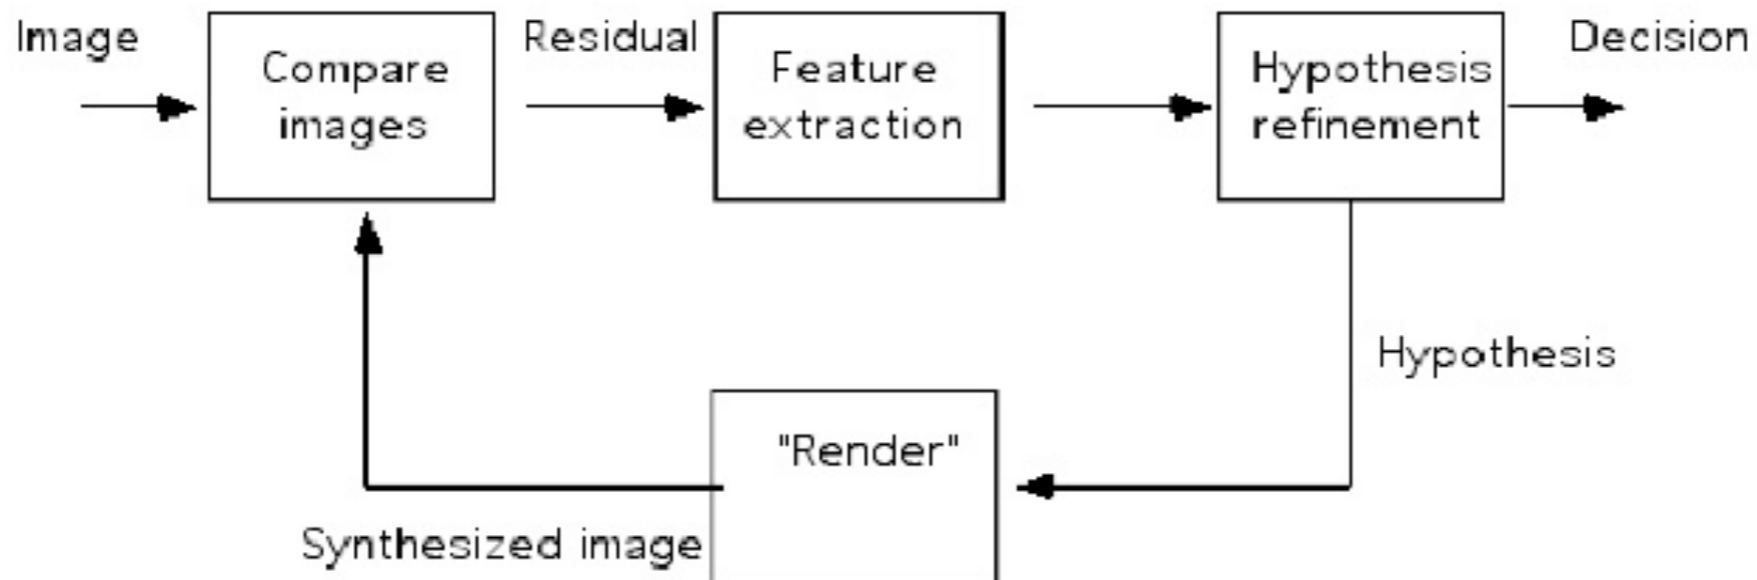 Image
Compare
images
Residual
Feature
extraction
Hypothesis
refinement
Decision
Hypothesis
"Render"
Synthesized image